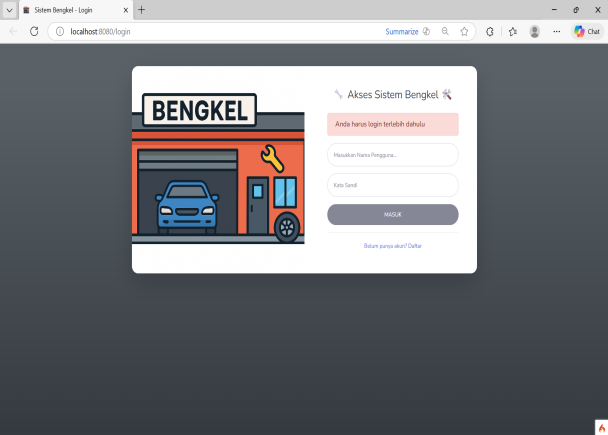 Sistem Bengkel - Login
localhost:8080/login
Summarize
Chat
BENGKEL
Akses Sistem Bengkel
Anda harus login terlebih dahulu
Masukkan Nama Pengguna...
Kata Sandi
MASUK
Belum punya akun? Daftar